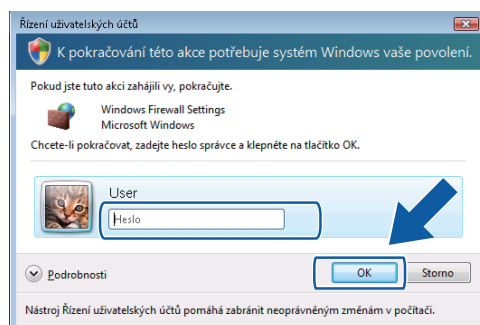 Řízení uživatelských účtů
K pokračování této akce potřebuje systém Windows vaše povolení.
Pokud jste tuto akci zahájili vy, pokračujte.
Windows Firewall Settings
Microsoft Windows
Chcete-li pokračovat, zadejte heslo správce a klepněte na tlačítko OK.
User
Heslo
Podrobnosti
OK
Storno
Nástroj Řízení uživatelských účtů pomáhá zabránit neoprávněným změnám v počítači.